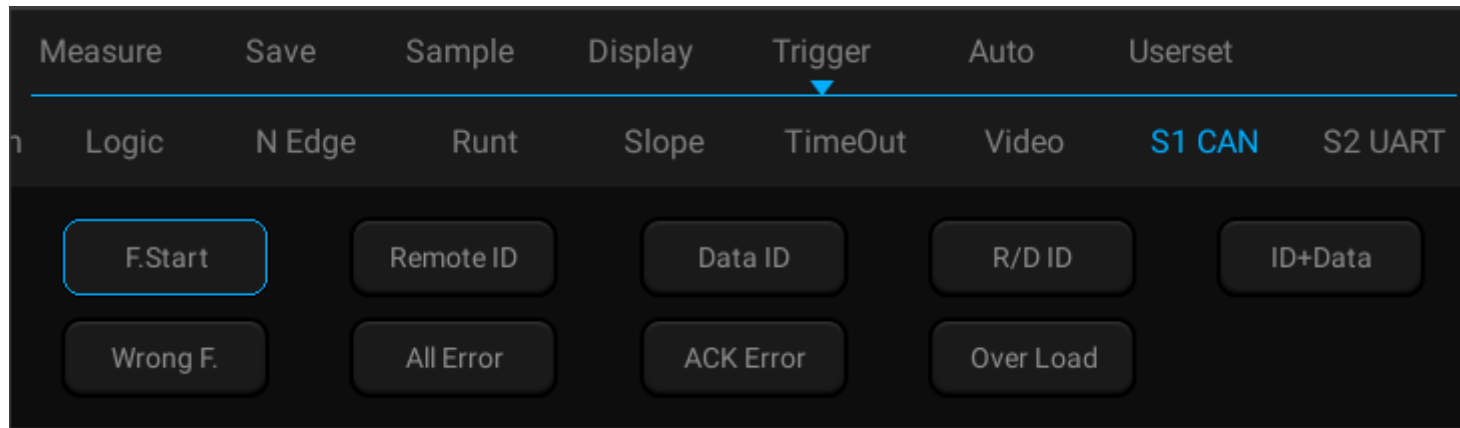 Measure Save Sample Display Trigger Auto Userset
Logic N Edge Runt Slope TimeOut Video S1 CAN S2 UART
F.Start Remote ID Data ID R/D ID ID+Data
Wrong F. All Error ACK Error Over Load